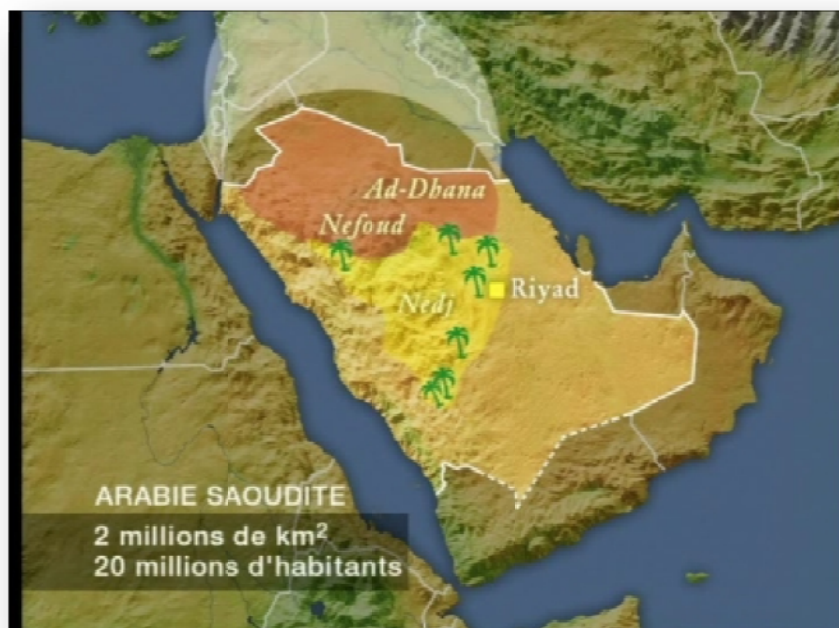 Ad-Dhana
Nefoud
Riyad
Nedj
ARABIE SAOUDITE
2 millions de km²
20 millions d'habitants